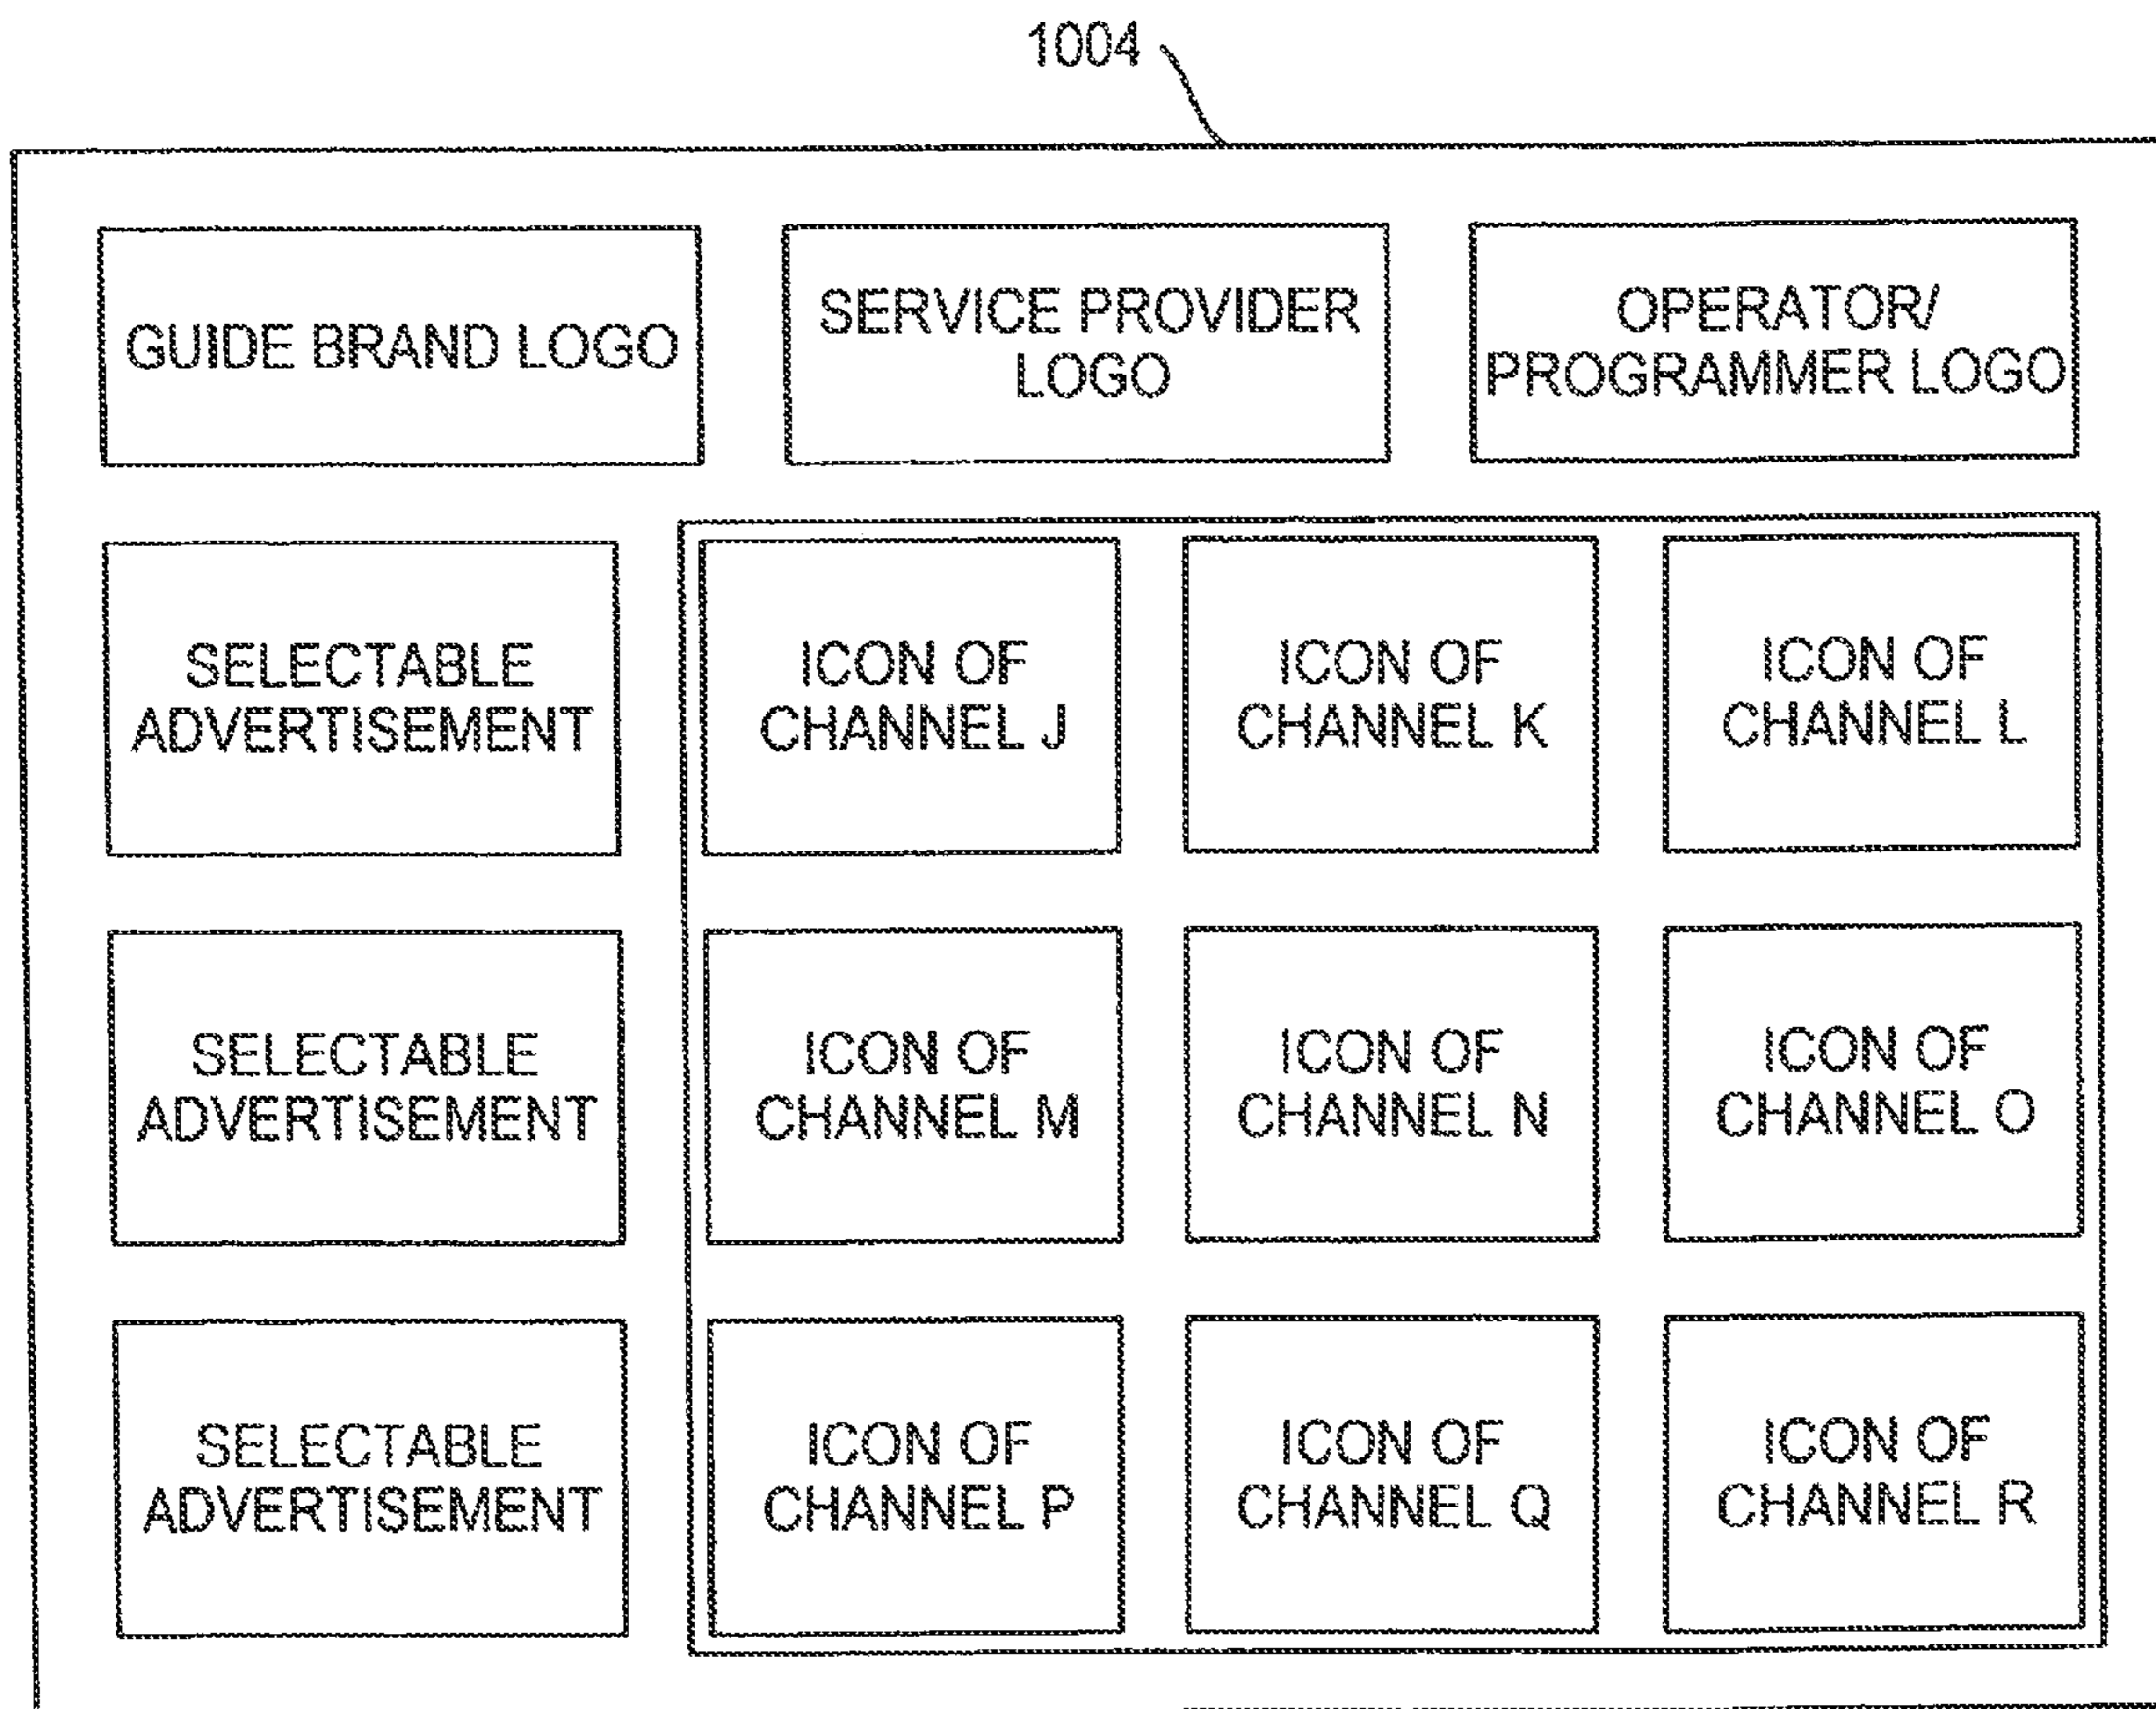 1004
GUIDE BRAND LOGO
SERVICE PROVIDER
LOGO
OPERATOR/
PROGRAMMER LOGO
SELECTABLE
ADVERTISEMENT
ICON OF
CHANNEL J
ICON OF
CHANNEL K
ICON OF
CHANNEL L
SELECTABLE
ADVERTISEMENT
ICON OF
CHANNEL M
ICON OF
CHANNEL N
ICON OF
CHANNEL O
SELECTABLE
ADVERTISEMENT
ICON OF
CHANNEL P
ICON OF
CHANNEL Q
ICON OF
CHANNEL R